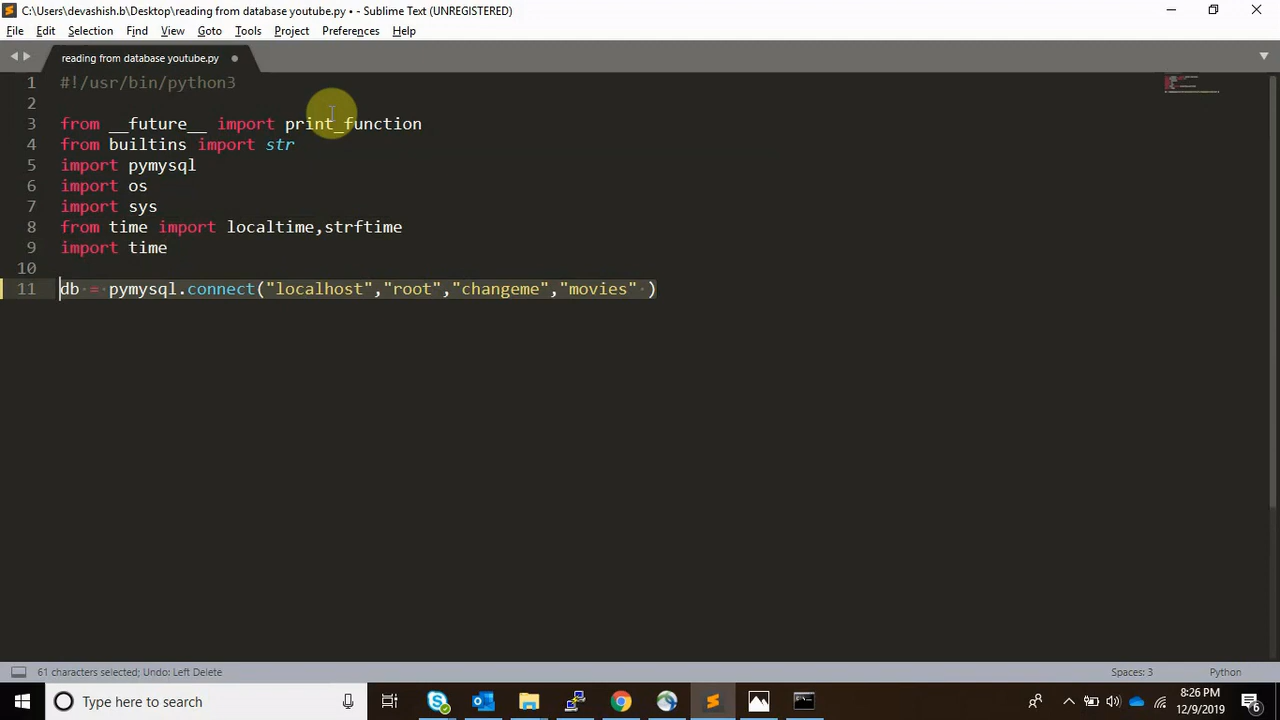 C:\Users\devashish.b\Desktop\reading from database youtube.py • - Sublime Text (UNREGISTERED)
File Edit Selection Find View Goto Tools Project Preferences Help
reading from database youtube.py
1 #!/usr/bin/python3
2
3 from __future__ import print_function
4 from builtins import str
5 import pymysql
6 import os
7 import sys
8 from time import localtime,strftime
9 import time
10
11 db = pymysql.connect("localhost","root","changeme","movies" )
61 characters selected; Undo: Left Delete Spaces: 3 Python
Type here to search
8:26 PM
12/9/2019
6